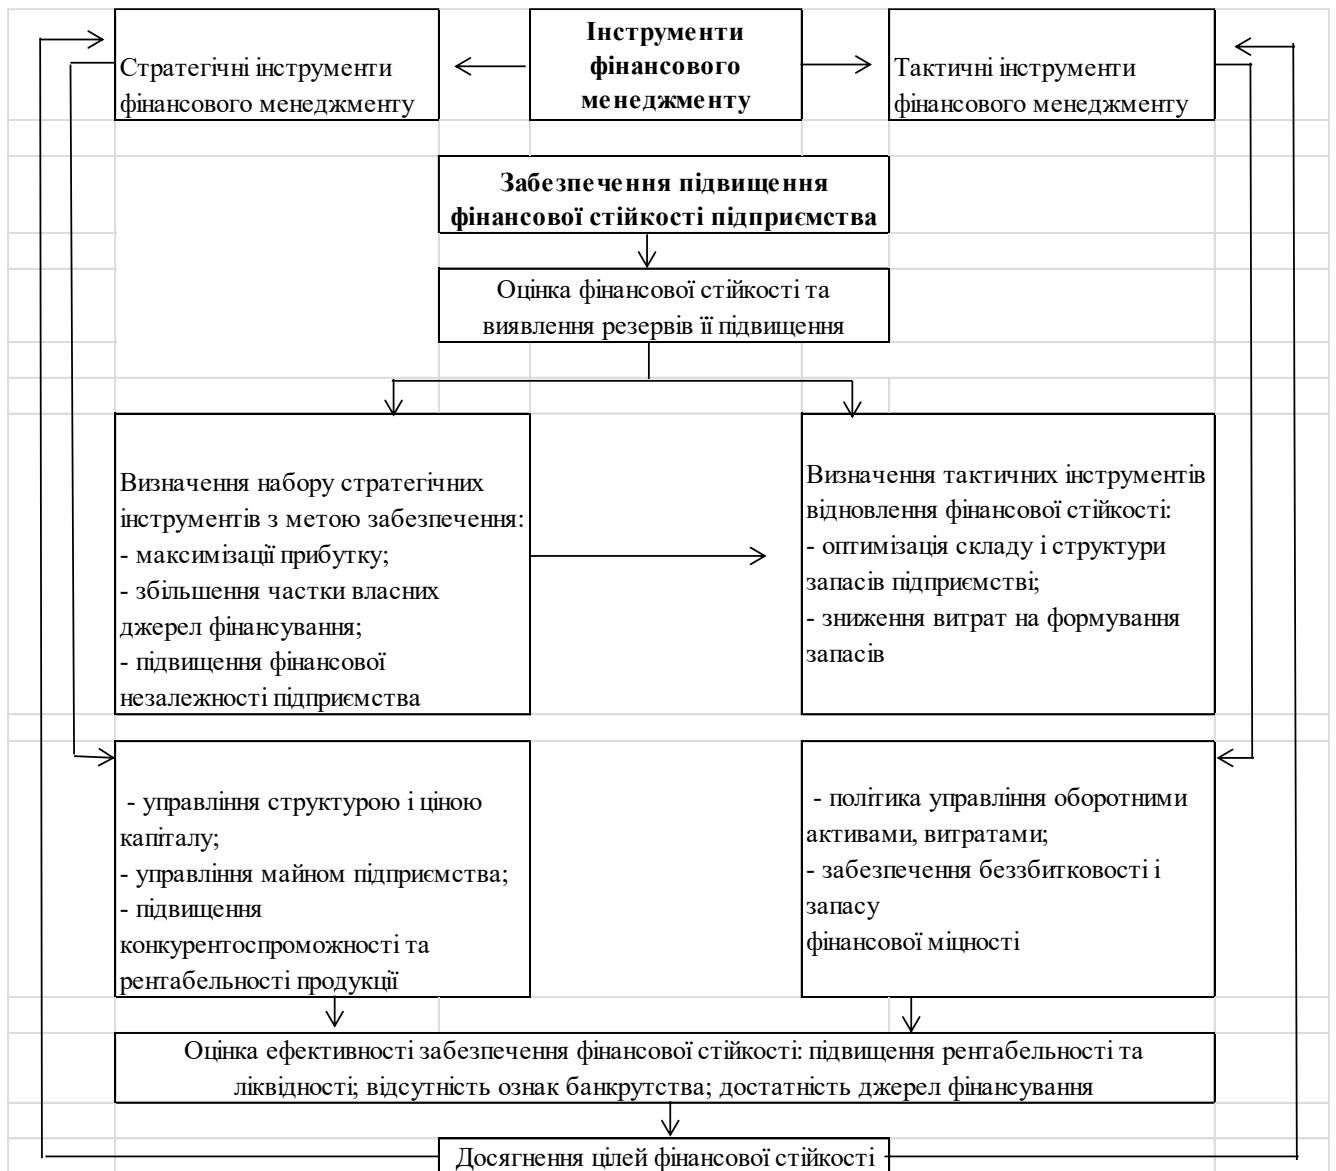 Інструменти
фінансового
менеджменту
Стратегічні інструменти
фінансового менеджменту
Тактичні інструменти
фінансового менеджменту
Забезпечення підвищення
фінансової стійкості підприємства
Оцінка фінансової стійкості та
виявлення резервів її підвищення
Визначення набору стратегічних
інструментів з метою забезпечення:
- максимізації прибутку;
- збільшення частки власних
джерел фінансування;
- підвищення фінансової
незалежності підприємства
Визначення тактичних інструментів
відновлення фінансової стійкості:
- оптимізація складу і структури
запасів підприємстві;
- зниження витрат на формування
запасів
- управління структурою і ціною
капіталу;
- управління майном підприємства;
- підвищення
конкурентоспроможності та
рентабельності продукції
- політика управління оборотними
активами, витратами;
- забезпечення беззбитковості і
запасу
фінансової міцності
Оцінка ефективності забезпечення фінансової стійкості: підвищення рентабельності та
ліквідності; відсутність ознак банкрутства; достатність джерел фінансування
Досягнення цілей фінансової стійкості